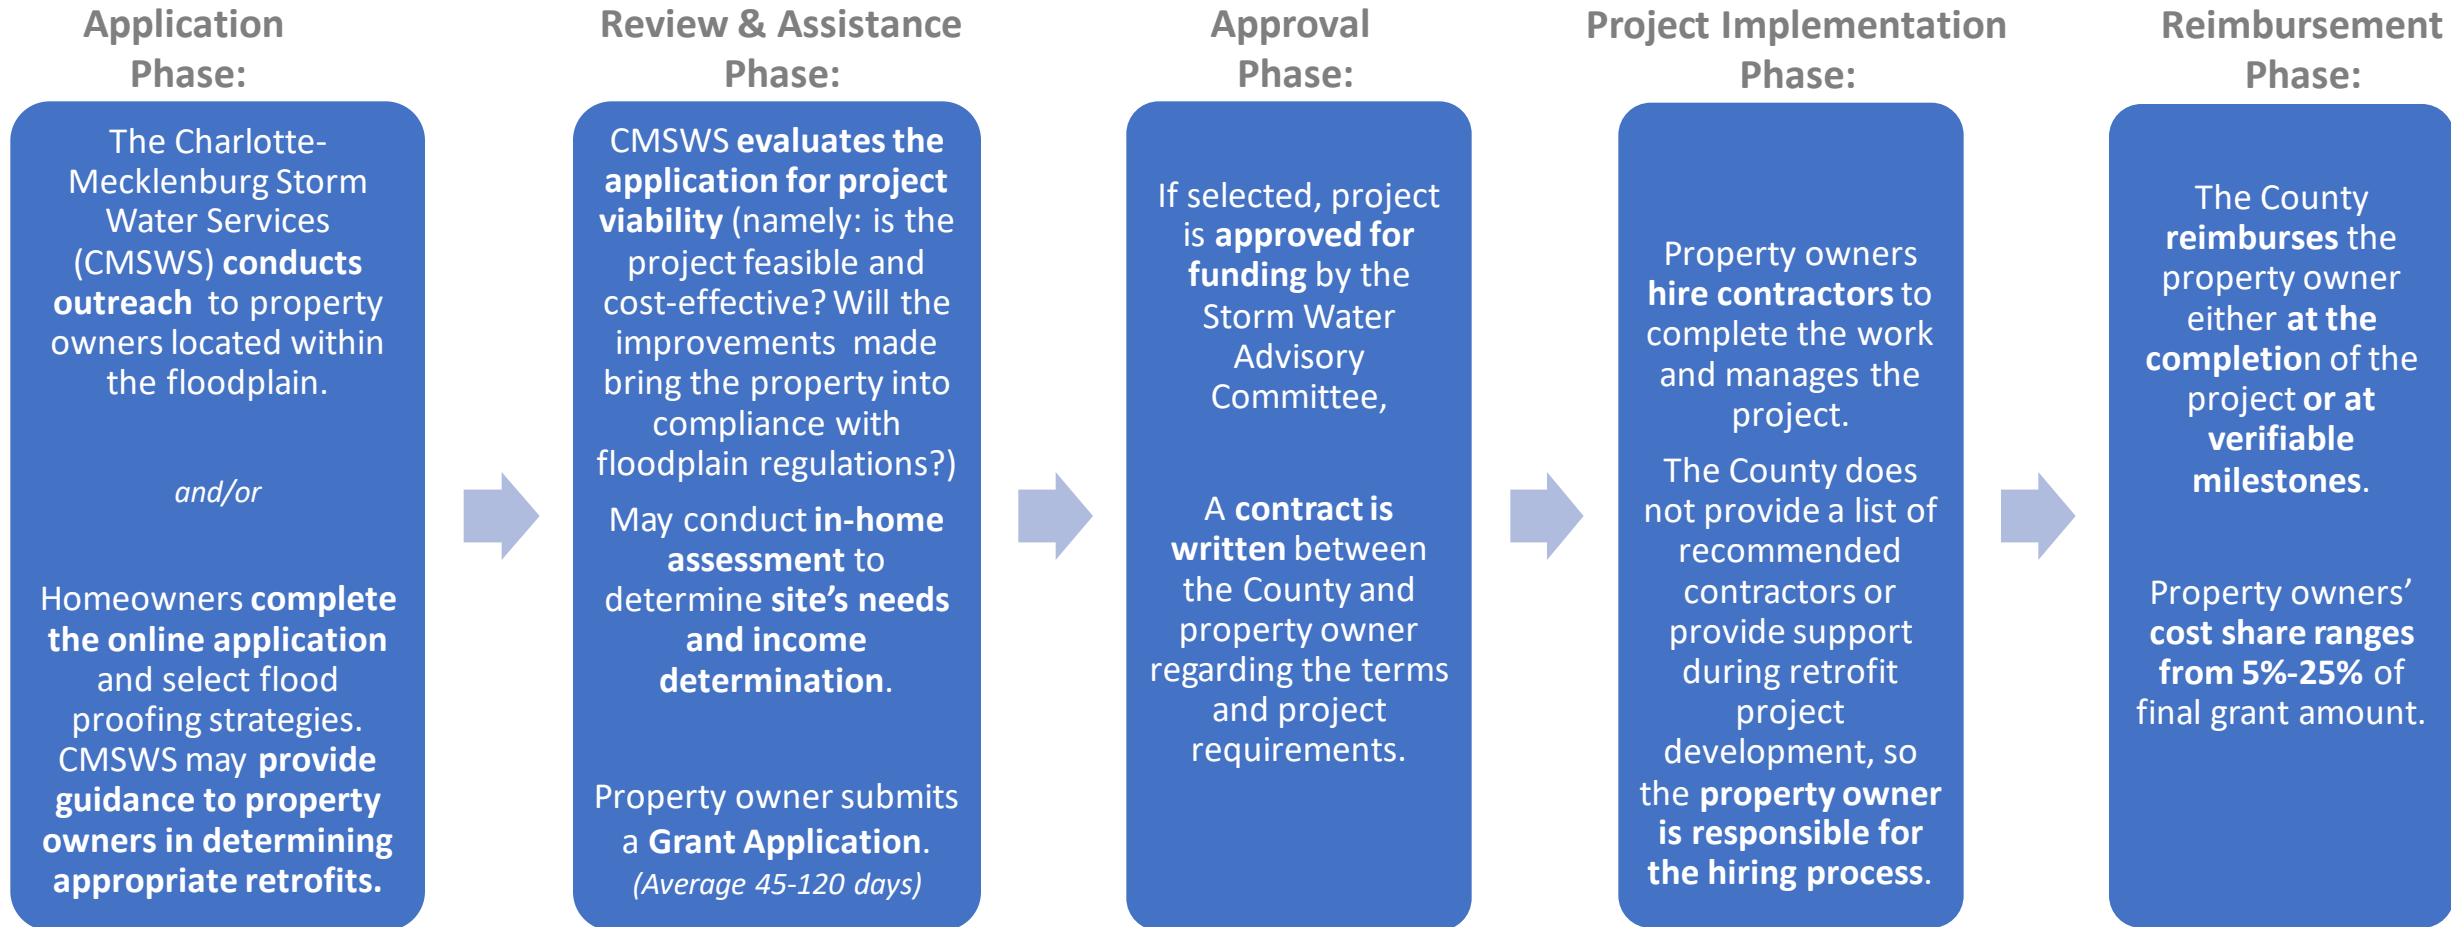 Application
Phase:
The Charlotte-
Mecklenburg Storm
Water Services
(CMSWS) conducts
outreach to property
owners located within
the floodplain.
and/or
Homeowners complete
the online application
and select flood
proofing strategies.
CMSWS may provide
guidance to property
owners in determining
appropriate retrofits.
Review & Assistance
Phase:
CMSWS evaluates the
application for project
viability (namely: is the
project feasible and
cost-effective? Will the
improvements made
bring the property into
compliance with
floodplain regulations?)
May conduct in-home
assessment to
determine site's needs
and income
determination.
Property owner submits
a Grant Application.
(Average 45-120 days)
Approval
Phase:
If selected, project
is approved for
funding by the
Storm Water
Advisory
Committee,
A contract is
written between
the County and
property owner
regarding the terms
and project
requirements.
Project Implementation
Phase:
Property owners
hire contractors to
complete the work
and manages the
project.
The County does
not provide a list of
recommended
contractors or
provide support
during retrofit
project
development, so
the property owner
is responsible for
the hiring process.
Reimbursement
Phase:
The County
reimburses the
property owner
either at the
completion of the
project or at
verifiable
milestones.
Property owners'
cost share ranges
from 5%-25% of
final grant amount.